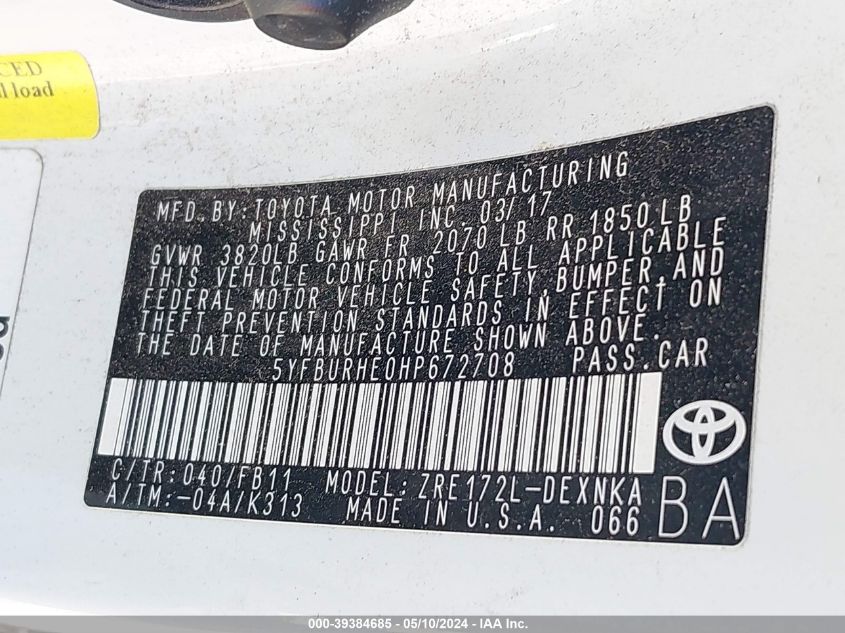 CED
ll load
MFD. BY: TOYOTA MOTOR MANUFACTURING
MISSISSIPPI INC. 03/17
GVWR 3820LB GAWR FR 2070LB RR 1850LB
THIS VEHICLE CONFORMS TO ALL APPLICABLE
FEDERAL MOTOR VEHICLE SAFETY, BUMPER, AND
THEFT PREVENTION STANDARDS IN EFFECT ON
THE DATE OF MANUFACTURE SHOWN ABOVE.
5YFBURHE0HP672708 PASS.CAR
C/TR:040/FB11 MODEL:ZRE172L-DEXNKA
A/TM:-04A/K313 MADE IN U.S.A. 066 BA
000-39384685 - 05/10/2024 - IAA Inc.